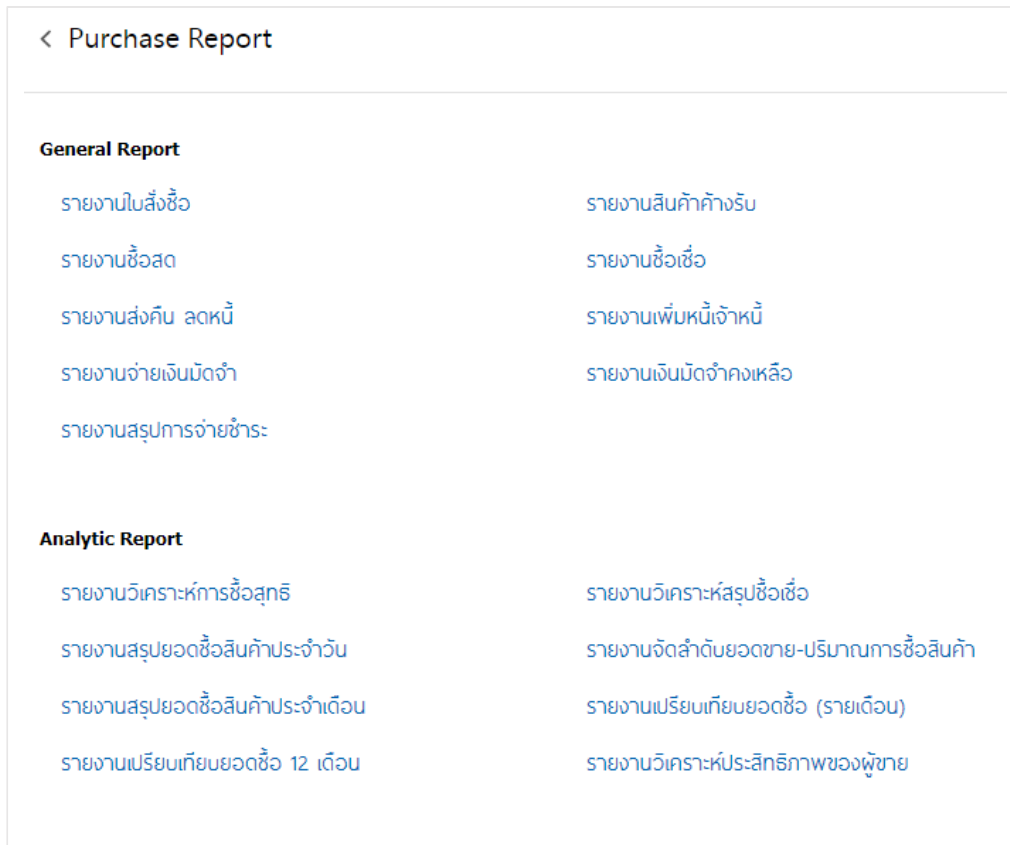 Purchase Report
General Report
รายงานใบสั่งซื้อ
รายงานสินค้าค้างรับ
รายงานซื้อสด
รายงานซื้อเชื่อ
รายงานส่งคืน ลดหนี้
รายงานเพิ่มหนี้เจ้าหนี้
รายงานจ่ายเงินมัดจำ
รายงานเงินมัดจำคงเหลือ
รายงานสรุปการจ่ายชำระ
Analytic Report
รายงานวิเคราะห์การซื้อสุทธิ
รายงานวิเคราะห์สรุปซื้อเชื่อ
รายงานสรุปยอดซื้อสินค้าประจำวัน
รายงานจัดลำดับยอดขาย-ปริมาณการซื้อสินค้า
รายงานสรุปยอดซื้อสินค้าประจำเดือน
รายงานเปรียบเทียบยอดซื้อ (รายเดือน)
รายงานเปรียบเทียบยอดซื้อ 12 เดือน
รายงานวิเคราะห์ประสิทธิภาพของผู้ขาย